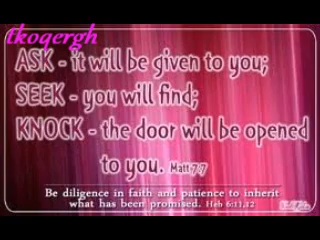 tkoqergh
ASK - it will be given to you;
SEEK - you will find;
KNOCK - the door will be opened
to you. Matt 7:7
Be diligence in faith and patience to inherit
what has been promised. Heb 6:11,12